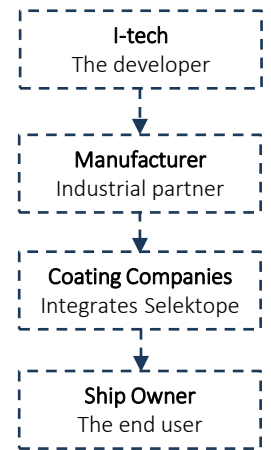 I-tech
The developer
Manufacturer
Industrial partner
Coating Companies
Integrates Selektope
Ship Owner
The end user